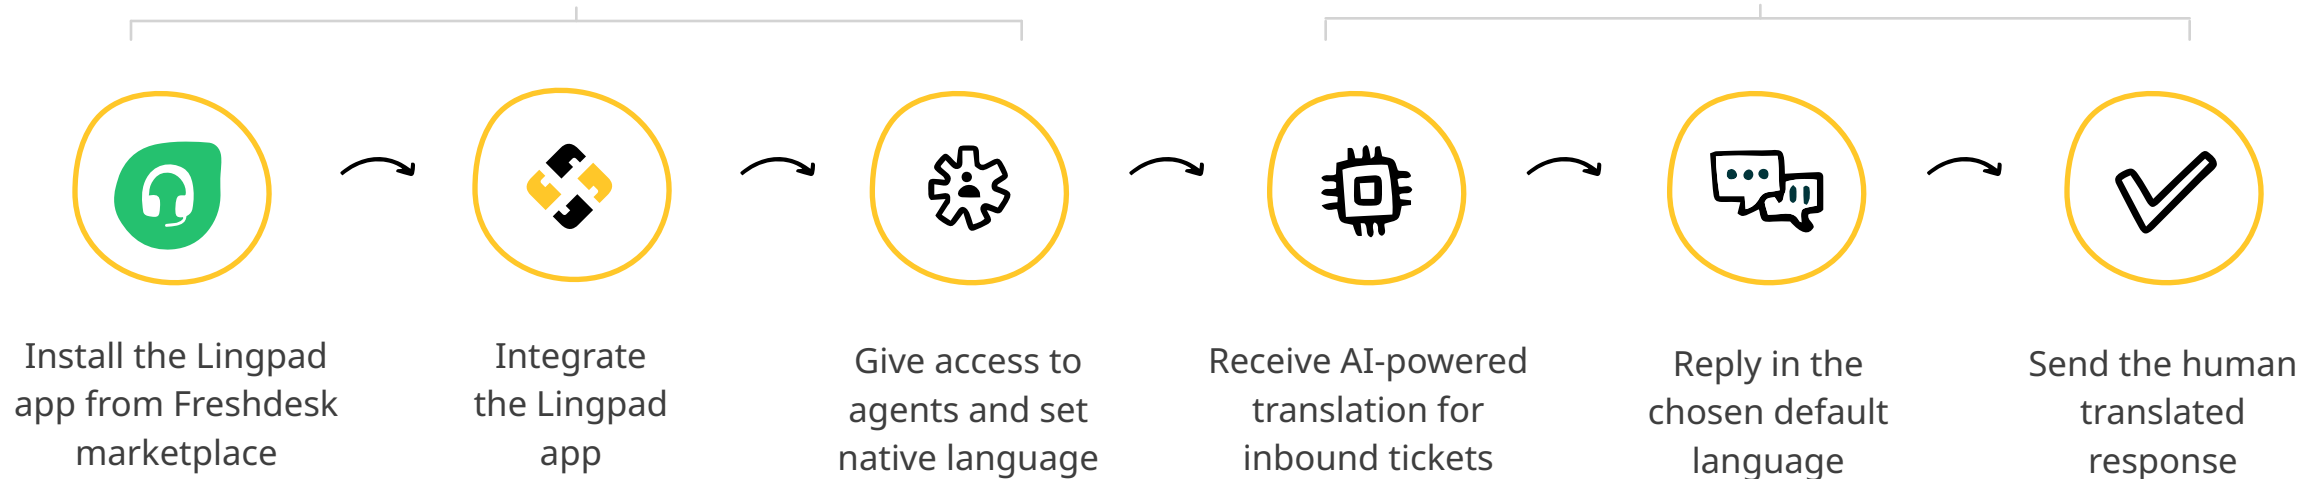 Install the Lingpad
app from Freshdesk
marketplace
Integrate
the Lingpad
app
Give access to
agents and set
native language
Receive AI-powered
translation for
inbound tickets
Reply in the
chosen default
language
Send the human
translated
response